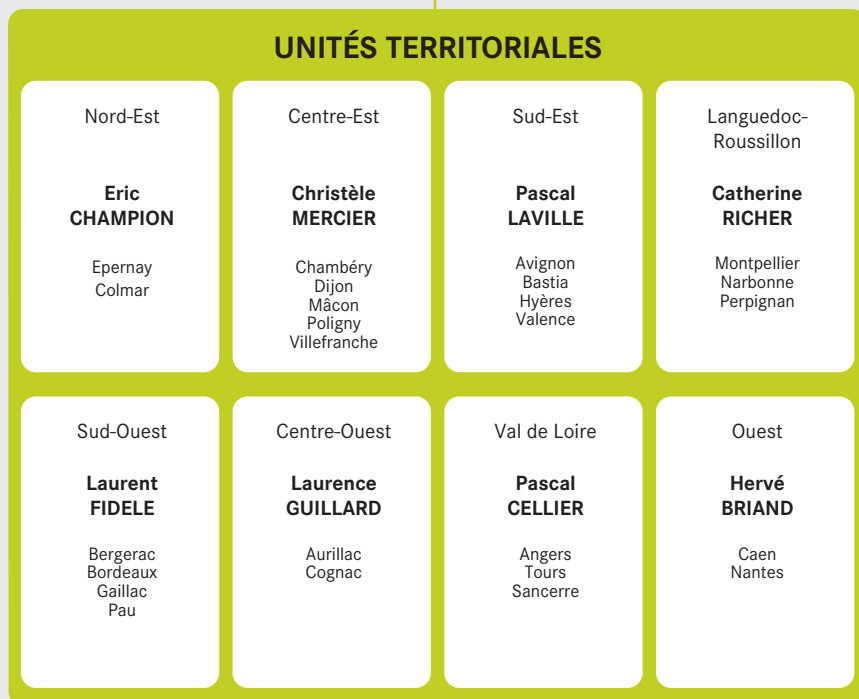 UNITÉS TERRITORIALES
Nord-Est
Eric
CHAMPION
Epernay
Colmar
Centre-Est
Christèle
MERCIER
Chambéry
Dijon
Mâcon
Poligny
Villefranche
Sud-Est
Pascal
LAVILLE
Avignon
Bastia
Hyères
Valence
Languedoc-
Roussillon
Catherine
RICHER
Montpellier
Narbonne
Perpignan
Sud-Ouest
Laurent
FIDELE
Bergerac
Bordeaux
Gaillac
Pau
Centre-Ouest
Laurence
GUILLARD
Aurillac
Cognac
Val de Loire
Pascal
CELLIER
Angers
Tours
Sancerre
Ouest
Hervé
BRIAND
Caen
Nantes